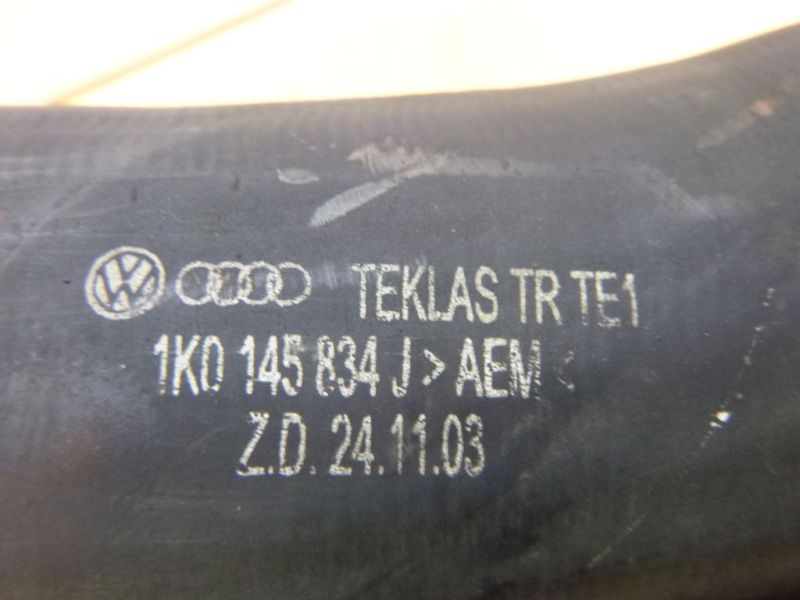 TEKLAS TR TE1
1K0 145 834 J >AEM<
Z.D. 24.11.03